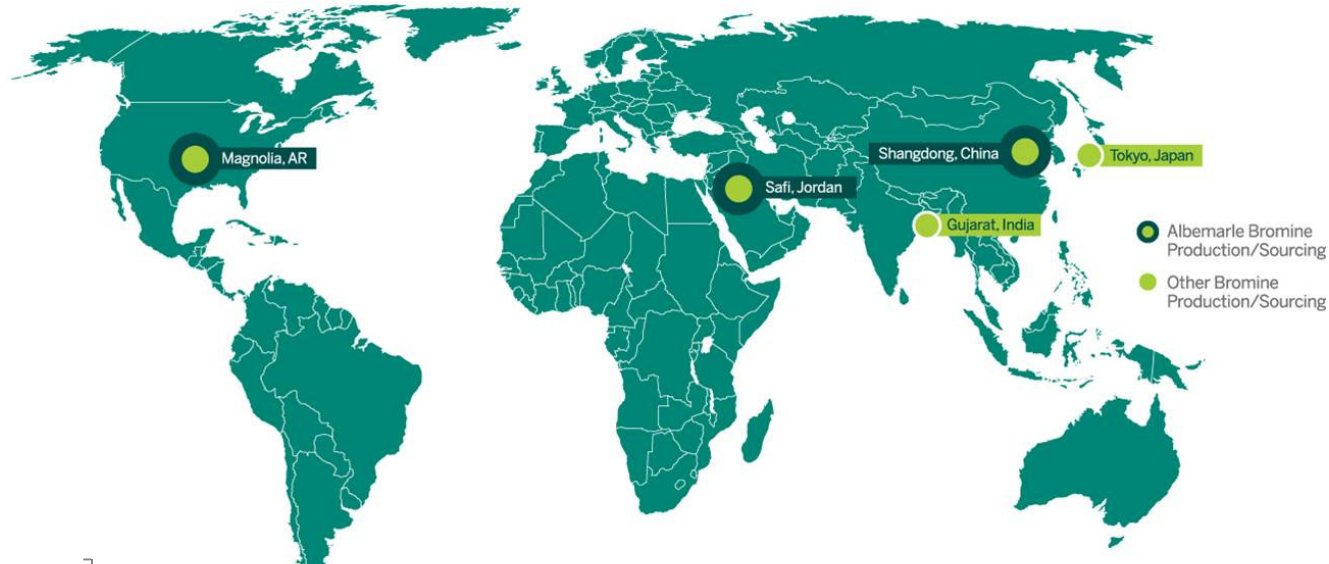 Magnolia, AR
Safi, Jordan
Shangdong, China
Tokyo, Japan
Gujarat, India
Albemarle Bromine
Production/Sourcing
Other Bromine
Production/Sourcing